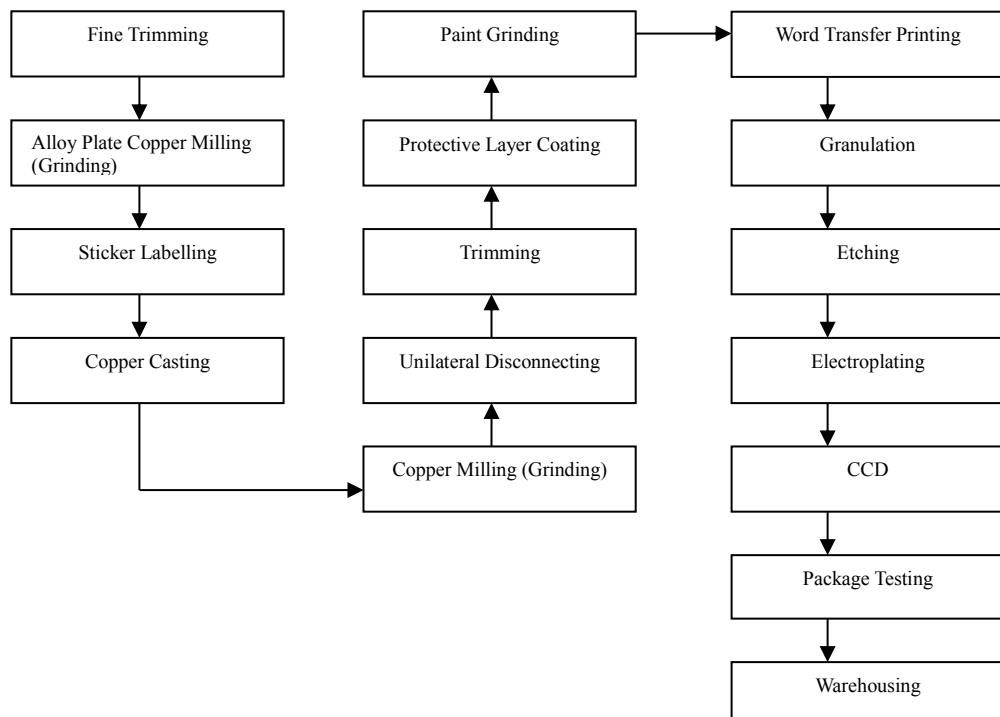 Fine Trimming
Alloy Plate Copper Milling
(Grinding)
Sticker Labelling
Copper Casting
Copper Milling (Grinding)
Unilateral Disconnecting
Trimming
Protective Layer Coating
Paint Grinding
Word Transfer Printing
Granulation
Etching
Electroplating
CCD
Package Testing
Warehousing